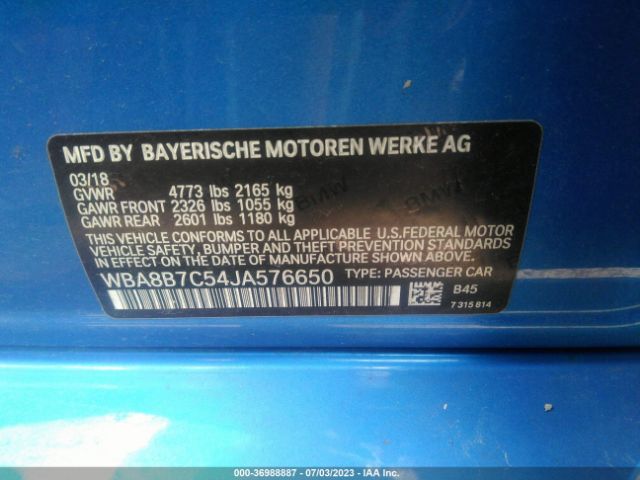 MFD BY BAYERISCHE MOTOREN WERKE AG
03/18
GVWR 4773 lbs 2165 kg
GAWR FRONT 2326 lbs 1055 kg
GAWR REAR 2601 lbs 1180 kg
THIS VEHICLE CONFORMS TO ALL APPLICABLE U.S.FEDERAL MOTOR
VEHICLE SAFETY, BUMPER AND THEFT PREVENTION STANDARDS
IN EFFECT ON THE DATE OF MANUFACTURE SHOWN ABOVE.
WBA8B7C54JA576650 TYPE: PASSENGER CAR
B45
7 315 814
BMW
BMW
000-36988887 - 07/03/2023 - IAA Inc.